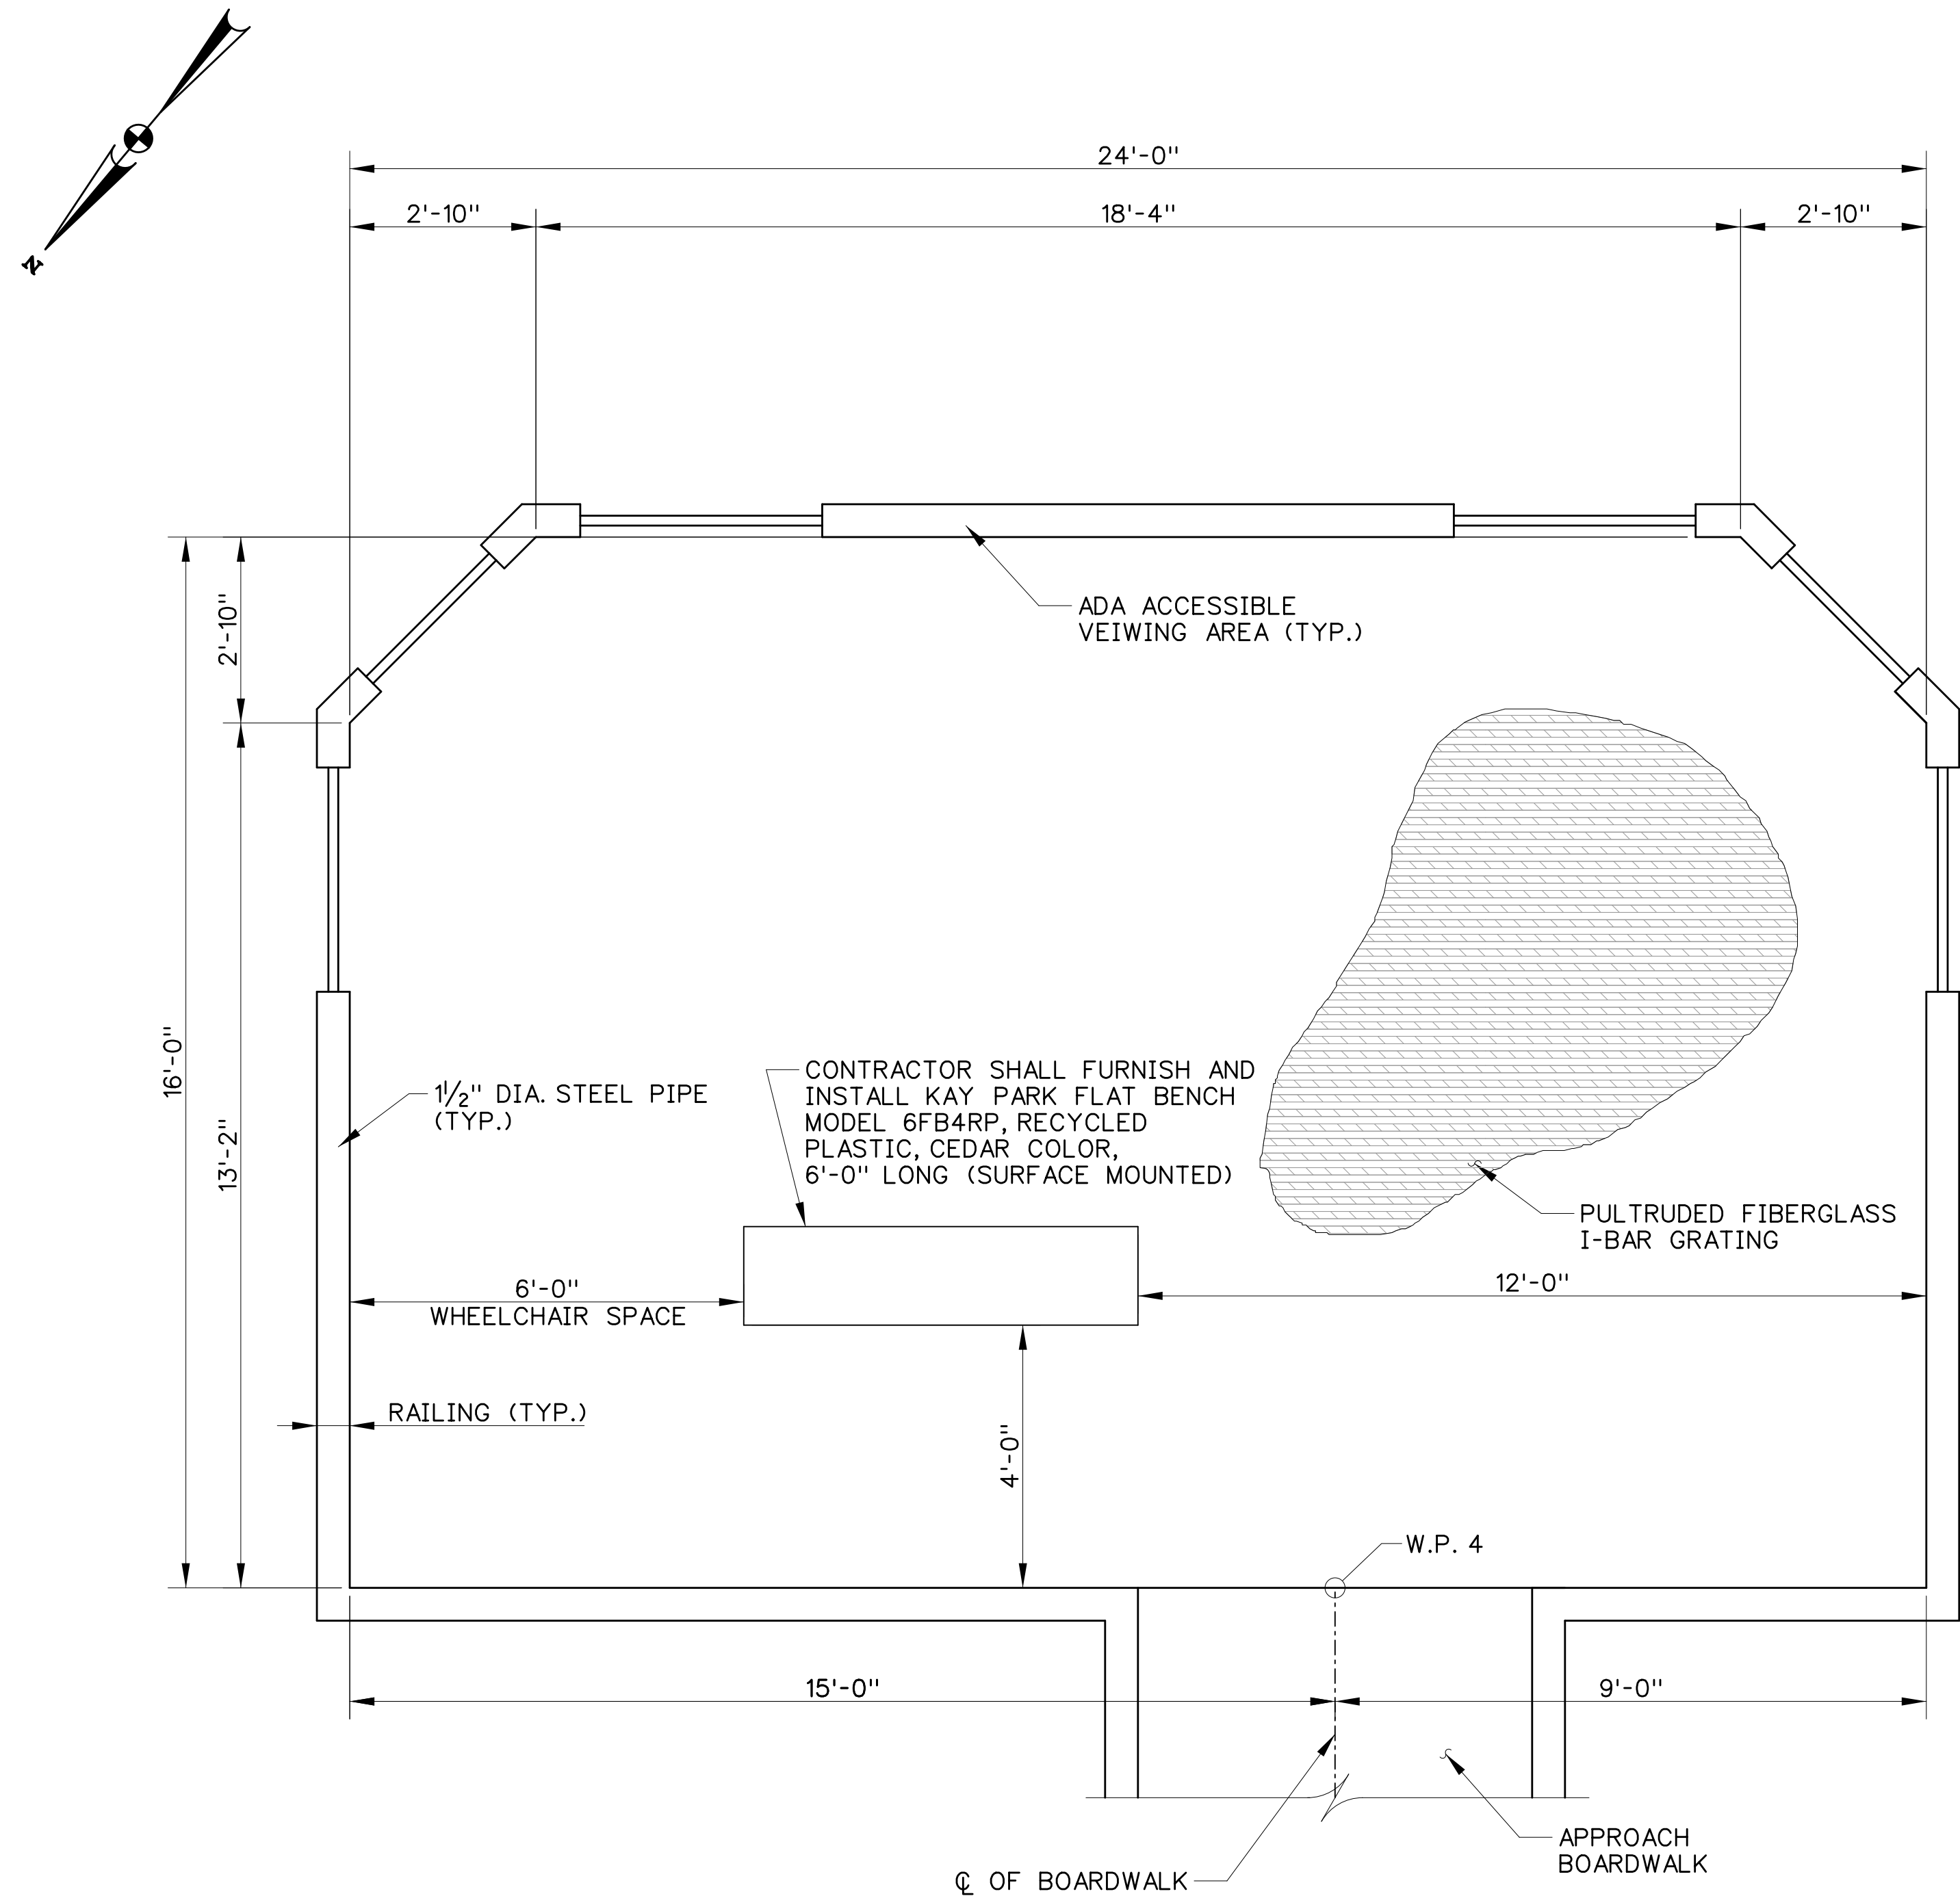 N
24'-0"
2'-10"
18'-4"
2'-10"
ADA ACCESSIBLE
VEIWING AREA (TYP.)
2'-10"
16'-0"
13'-2"
1½" DIA. STEEL PIPE
(TYP.)
CONTRACTOR SHALL FURNISH AND
INSTALL KAY PARK FLAT BENCH
MODEL 6FB4RP, RECYCLED
PLASTIC, CEDAR COLOR,
6'-0" LONG (SURFACE MOUNTED)
PULTRUDED FIBERGLASS
I-BAR GRATING
6'-0"
WHEELCHAIR SPACE
12'-0"
RAILING (TYP.)
4'-0"
W.P. 4
15'-0"
9'-0"
APPROACH
BOARDWALK
℄ OF BOARDWALK